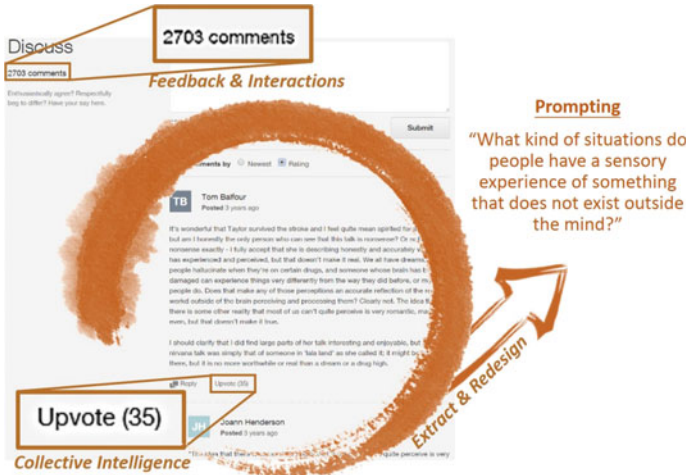 Discuss
2703 comments
Enthusiastically agree? Respectfully
beg to differ? Have your say here.
2703 comments
Feedback & Interactions
Submit
by Newest Rating
TB
Tom Balfour
Posted 3 years ago
It's wonderful that Taylor survived the stroke and I feel quite mean spirited for
but am I honestly the only person who can see that this talk is nonsense? Or
nonsense exactly - I fully accept that she is describing honestly and accurately
has experienced and perceived, but that doesn't make it real. We all have dreams
people hallucinate when they're on certain drugs, and someone whose brain has
damaged can experience things very differently from the way they did before, or
people do. Does that make any of those perceptions an accurate reflection of the
world outside of the brain perceiving and processing them? Clearly not. The idea
there is some other reality that most of us can't quite perceive is very romantic,
even, but that doesn't make it true.
I should clarify that I did find large parts of her talk interesting and enjoyable, but
nirvana talk was simply that of someone in 'lala land' as she called it; it might
there, but it is no more worthwhile or real than a dream or a drug high.
Reply Upvote (35)
JH
Joann Henderson
Posted 3 years ago
quite perceive is very
Upvote (35)
Collective Intelligence
Extract & Redesign
Prompting
“What kind of situations do
people have a sensory
experience of something
that does not exist outside
the mind?”